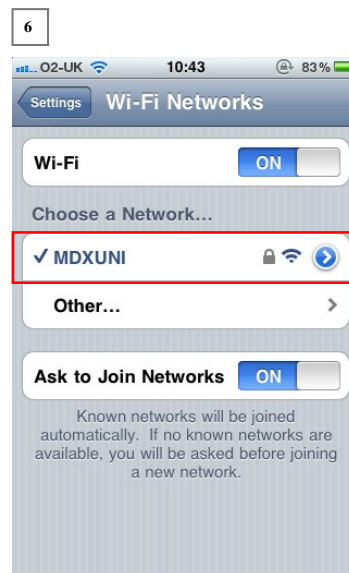 6
O2-UK 10:43 83%
Settings Wi-Fi Networks
Wi-Fi ON
Choose a Network...
✓ MDXUNI
Other...
Ask to Join Networks ON
Known networks will be joined
automatically. If no known networks are
available, you will be asked before joining
a new network.